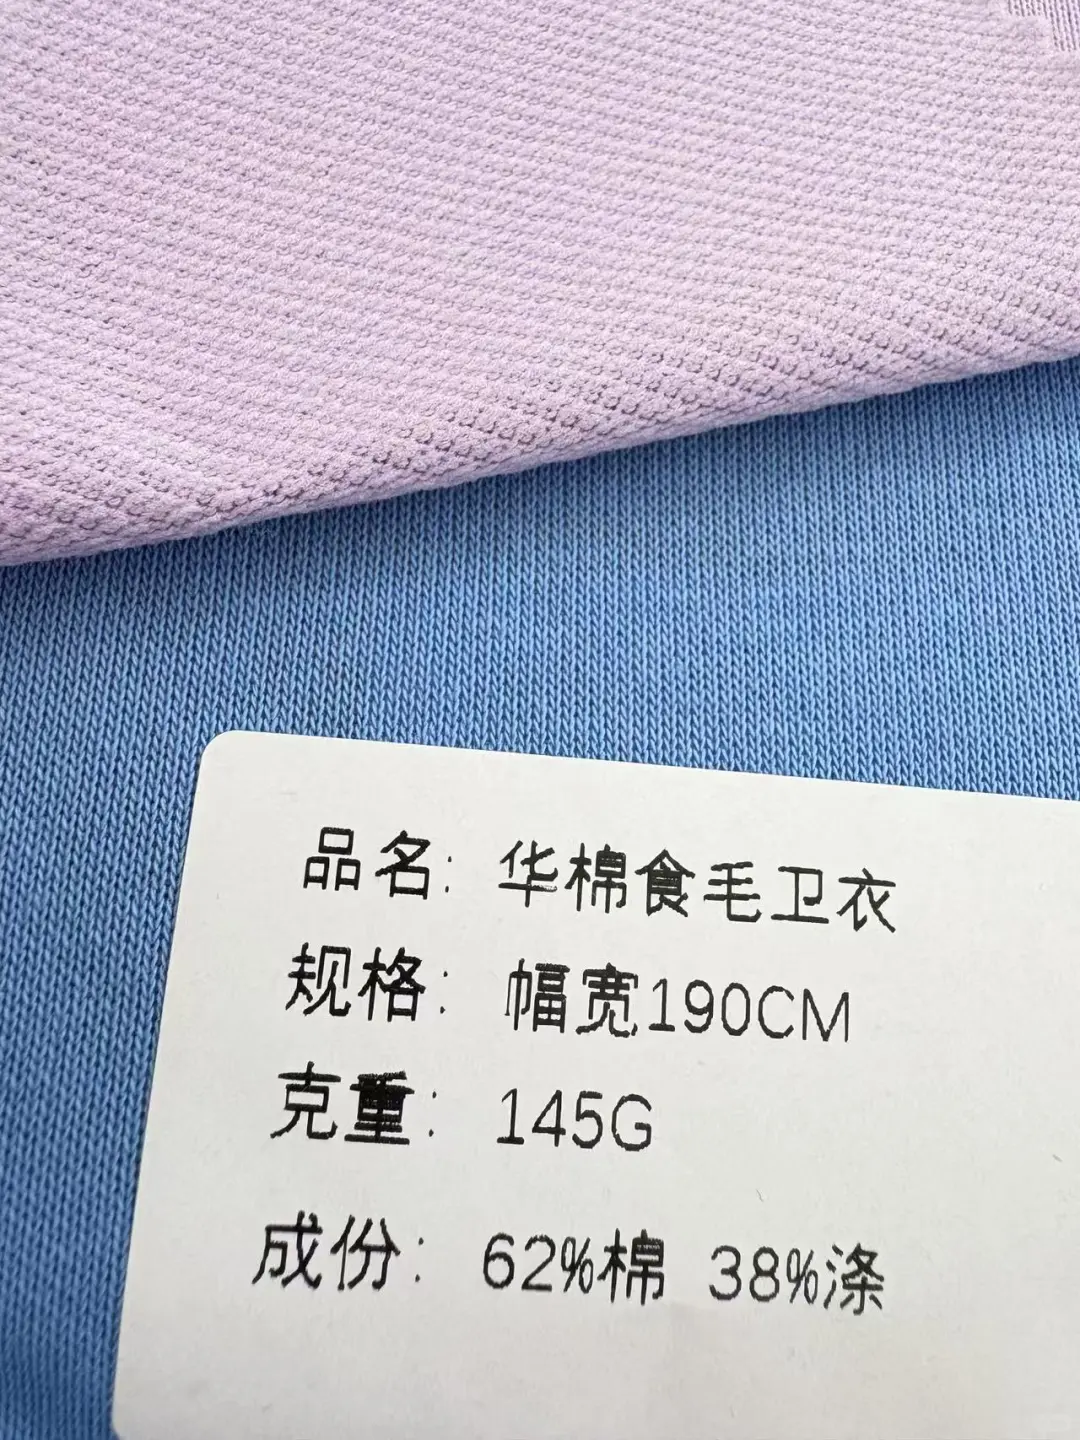 品名: 华棉食毛卫衣
规格: 幅宽190CM
克重: 145G
成份: 62%棉 38%涤